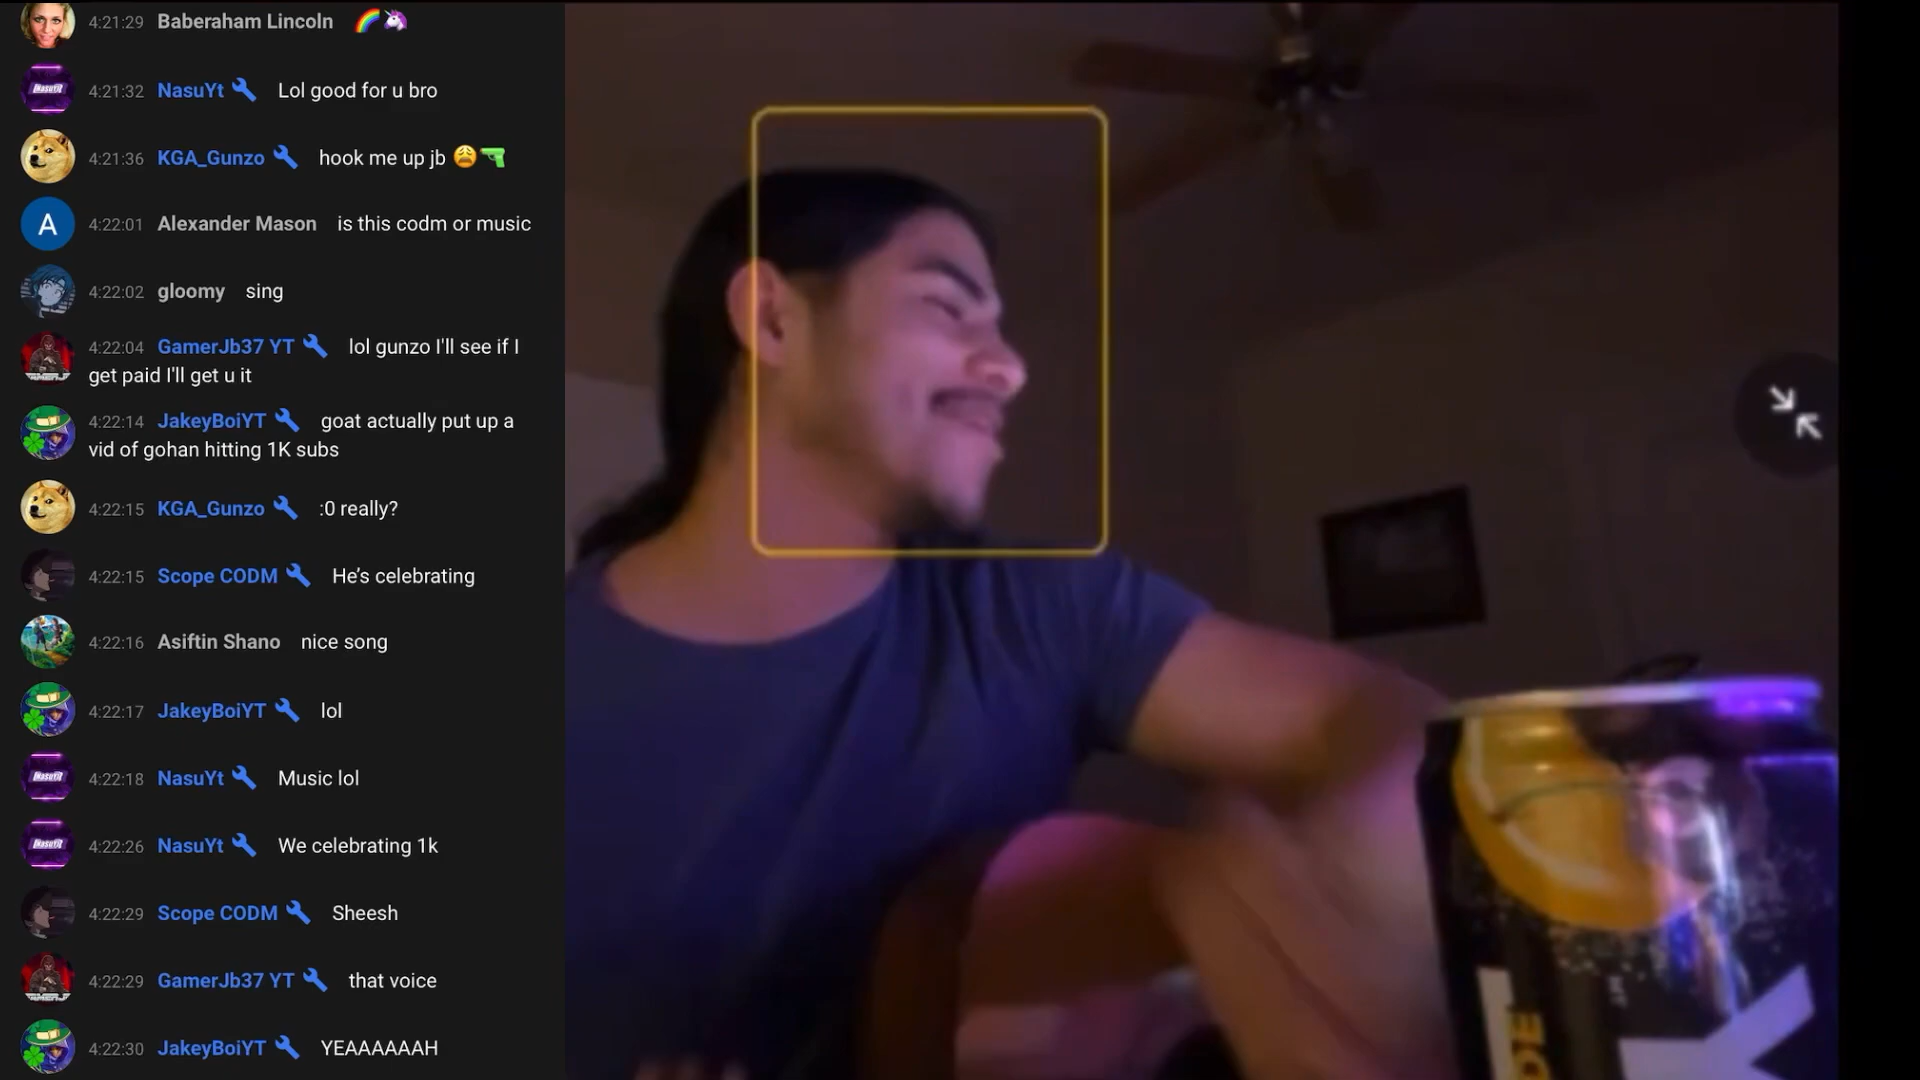 4:21:29 Baberaham Lincoln 🌈🦄
4:21:32 NasuYt Lol good for u bro
4:21:36 KGA_Gunzo hook me up jb 😩🔫
A 4:22:01 Alexander Mason is this codm or music
4:22:02 gloomy sing
4:22:04 GamerJb37 YT lol gunzo I'll see if I
get paid I'll get u it
4:22:14 JakeyBoiYT goat actually put up a
vid of gohan hitting 1K subs
4:22:15 KGA_Gunzo :0 really?
4:22:15 Scope CODM He's celebrating
4:22:16 Asiftin Shano nice song
4:22:17 JakeyBoiYT lol
4:22:18 NasuYt Music lol
4:22:26 NasuYt We celebrating 1k
4:22:29 Scope CODM Sheesh
4:22:29 GamerJb37 YT that voice
4:22:30 JakeyBoiYT YEAAAAAAH